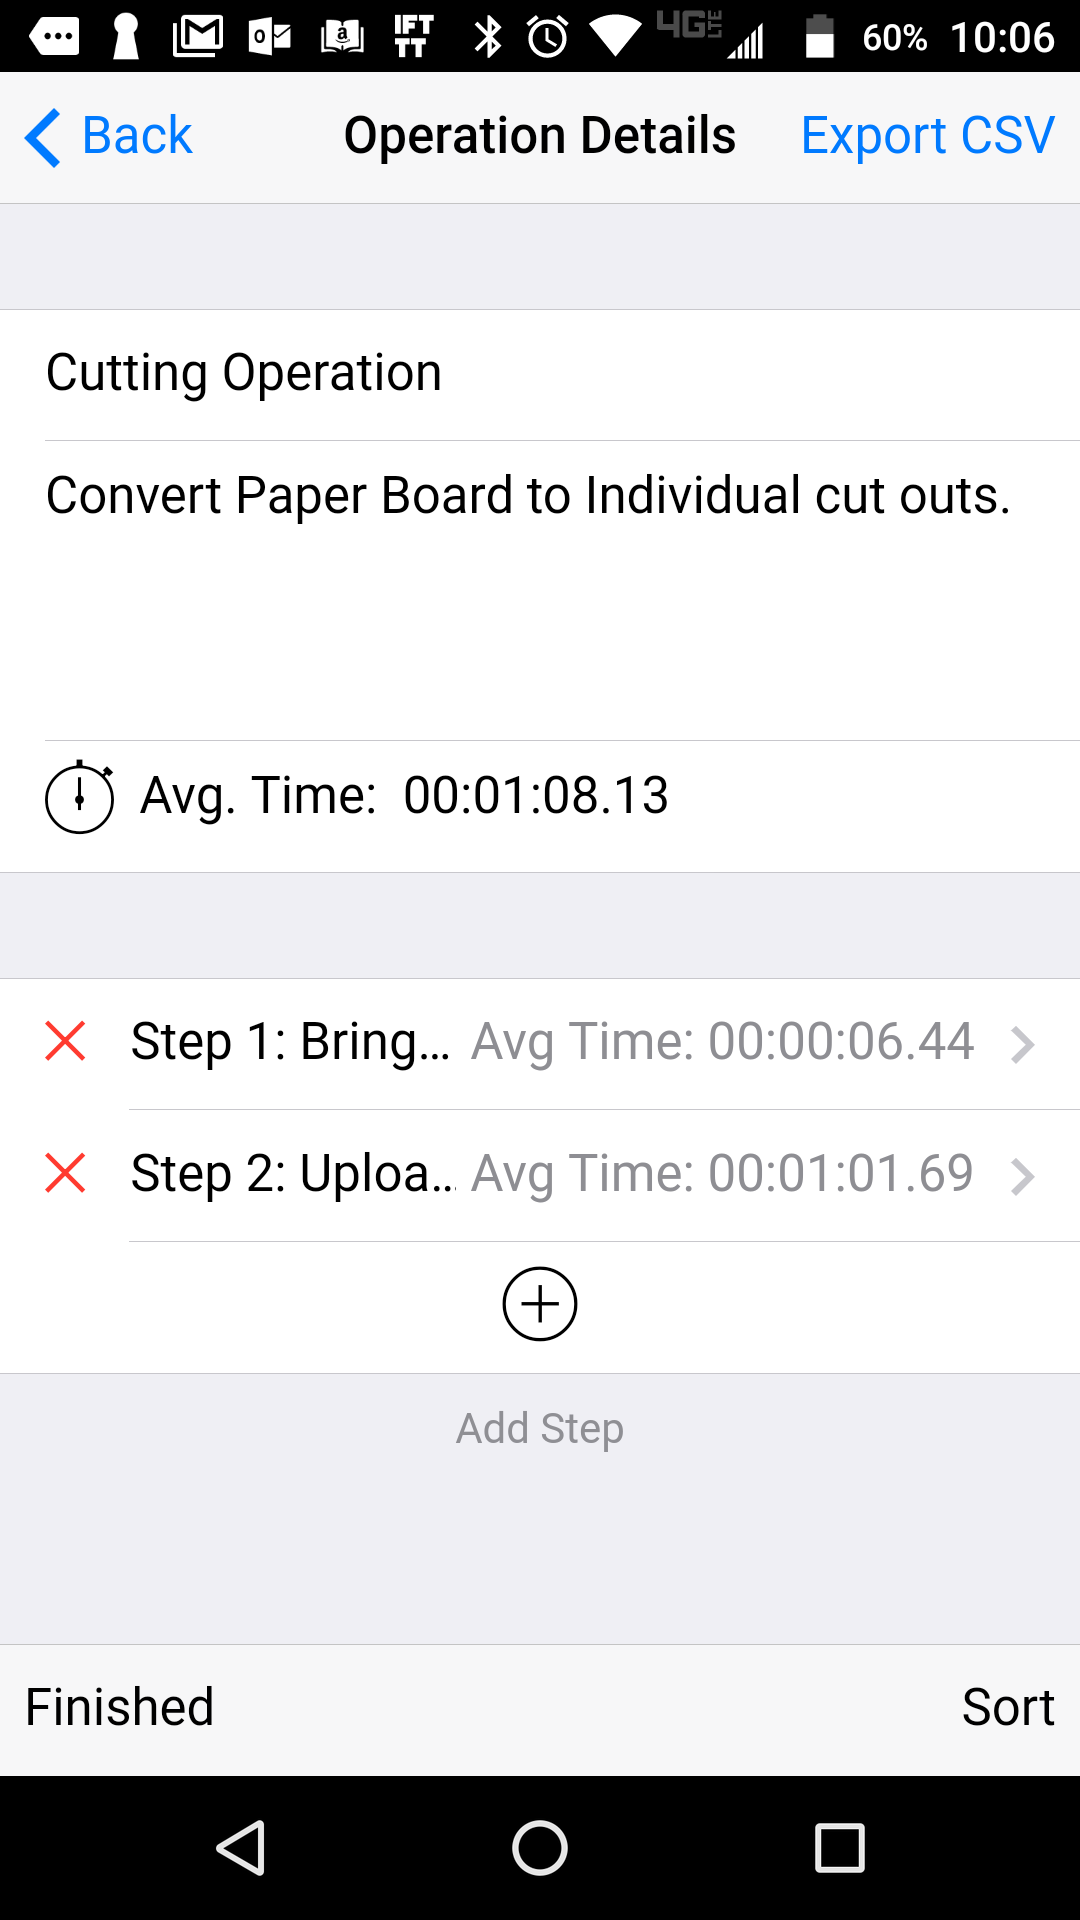 IFTTT 4G LTE 60% 10:06
Back Operation Details Export CSV
Cutting Operation
Convert Paper Board to Individual cut outs.
Avg. Time: 00:01:08.13
Step 1: Bring... Avg Time: 00:00:06.44
Step 2: Uploa... Avg Time: 00:01:01.69
Add Step
Finished Sort